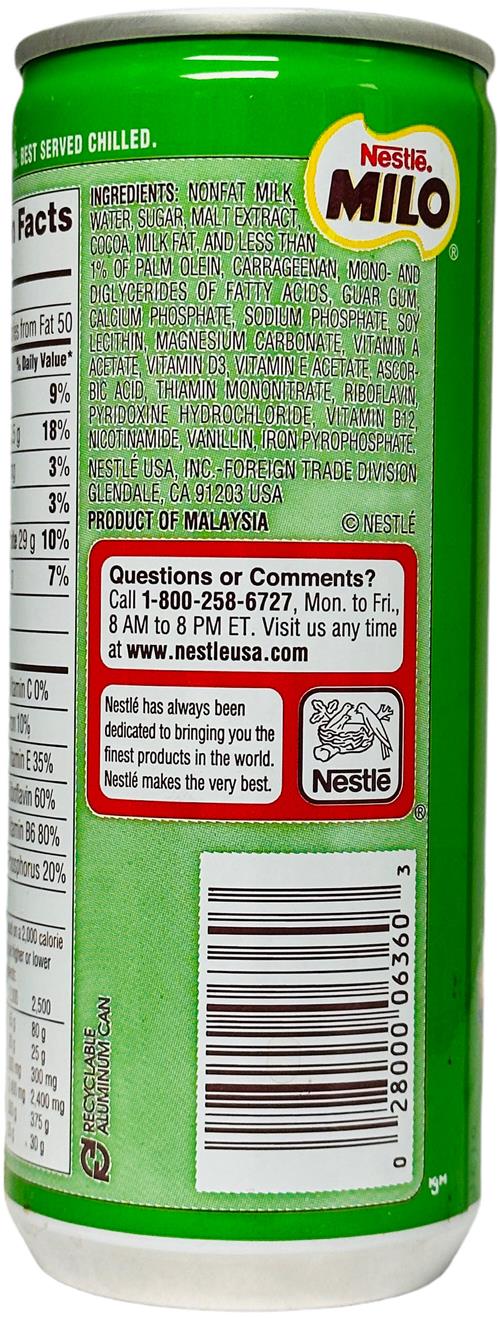 BEST SERVED CHILLED.
Nestlé.
MILO
®
Facts
from Fat 50
% Daily Value*
9%
18%
3%
3%
29 g 10%
7%
C 0%
10%
E 35%
60%
B6 80%
20%
a 2,000 calorie
or lower
2,500
80 g
25 g
300 mg
2,400 mg
375 g
30 g
INGREDIENTS: NONFAT MILK,
WATER, SUGAR, MALT EXTRACT,
COCOA, MILK FAT, AND LESS THAN
1% OF PALM OLEIN, CARRAGEENAN, MONO- AND
DIGLYCERIDES OF FATTY ACIDS, GUAR GUM,
CALCIUM PHOSPHATE, SODIUM PHOSPHATE, SOY
LECITHIN, MAGNESIUM CARBONATE, VITAMIN A
ACETATE, VITAMIN D3, VITAMIN E ACETATE, ASCOR-
BIC ACID, THIAMIN MONONITRATE, RIBOFLAVIN,
PYRIDOXINE HYDROCHLORIDE, VITAMIN B12,
NICOTINAMIDE, VANILLIN, IRON PYROPHOSPHATE.
NESTLÉ USA, INC.-FOREIGN TRADE DIVISION
GLENDALE, CA 91203 USA
PRODUCT OF MALAYSIA © NESTLÉ
Questions or Comments?
Call 1-800-258-6727, Mon. to Fri.,
8 AM to 8 PM ET. Visit us any time
at www.nestleusa.com
Nestlé has always been
dedicated to bringing you the
finest products in the world.
Nestlé makes the very best.
Nestlé
®
RECYCLABLE
ALUMINUM CAN
0 28000 06360 3